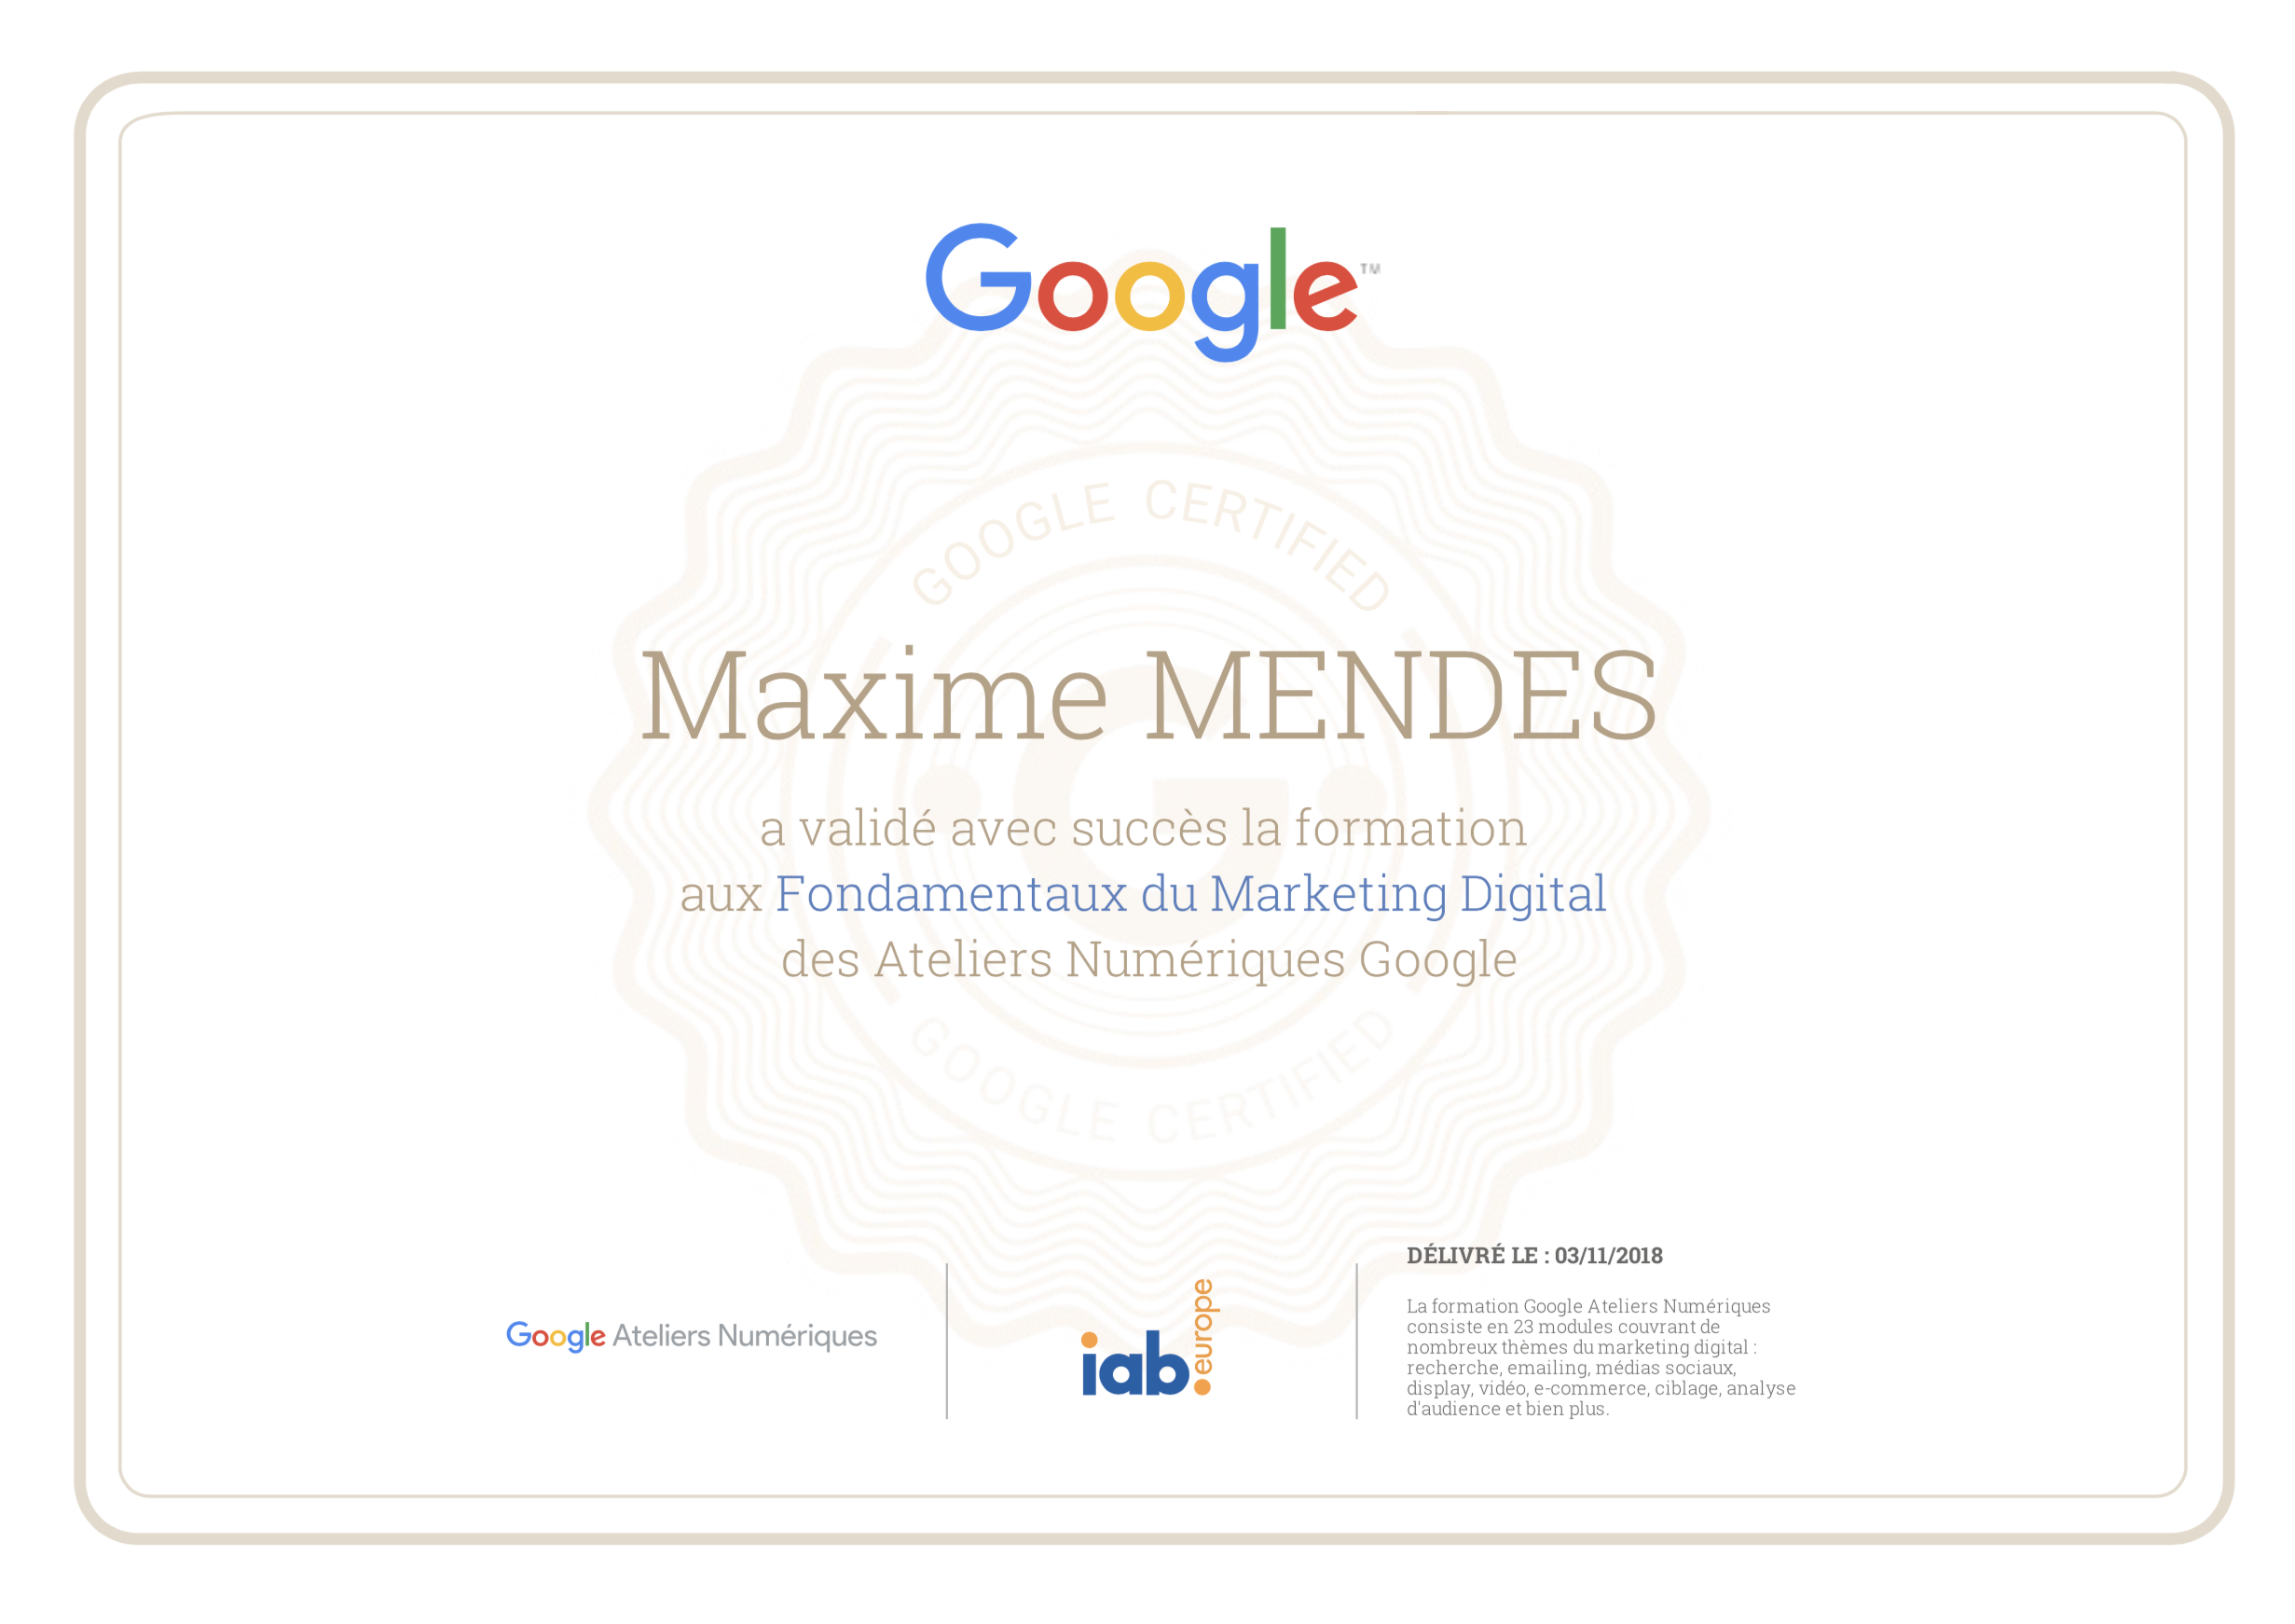 Google™
GOOGLE CERTIFIED
Maxime MENDES
a validé avec succès la formation
aux Fondamentaux du Marketing Digital
des Ateliers Numériques Google
GOOGLE CERTIFIED
Google Ateliers Numériques
iab europe
DÉLIVRÉ LE : 03/11/2018
La formation Google Ateliers Numériques
consiste en 23 modules couvrant de
nombreux thèmes du marketing digital :
recherche, emailing, médias sociaux,
display, vidéo, e-commerce, ciblage, analyse
d'audience et bien plus.